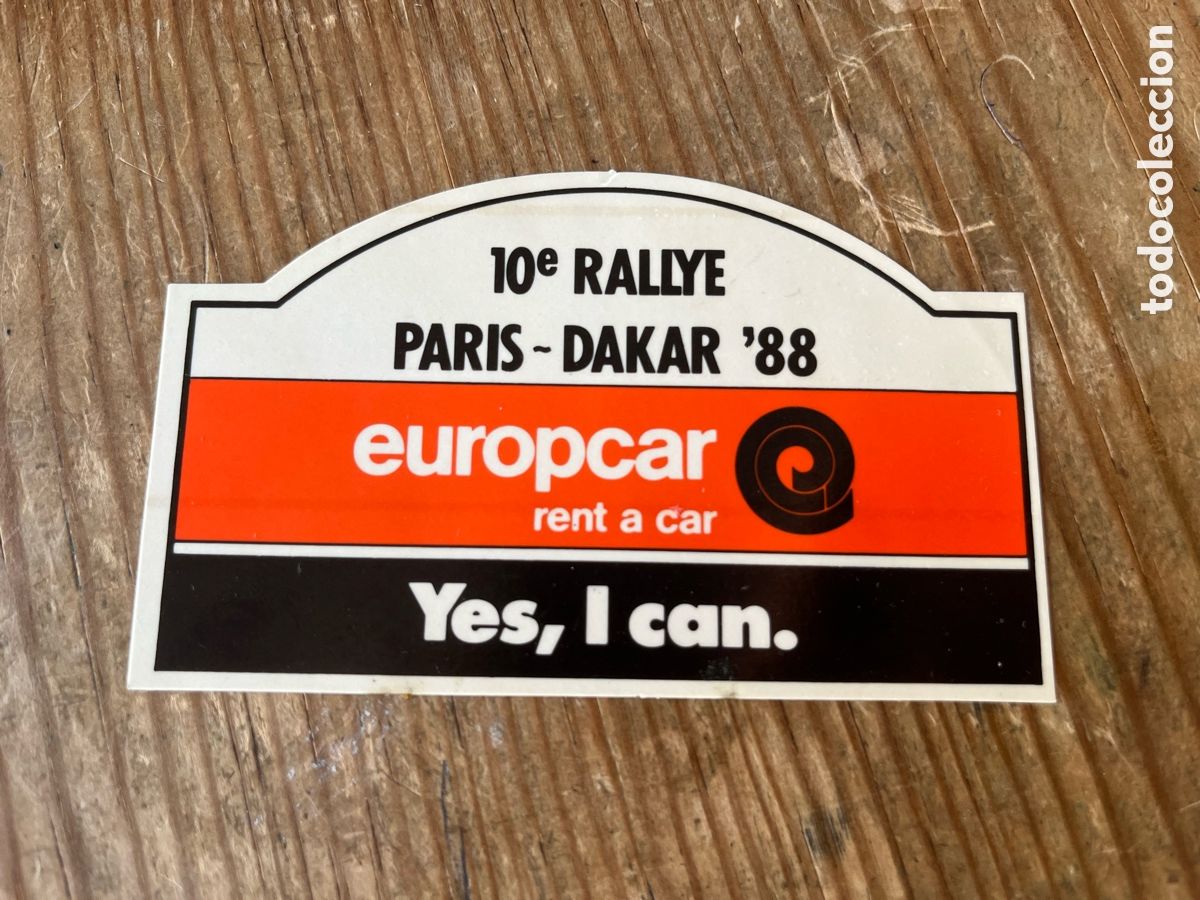 10e RALLYE
PARIS ~ DAKAR '88
europcar
rent a car
Yes, I can.
todocoleccion